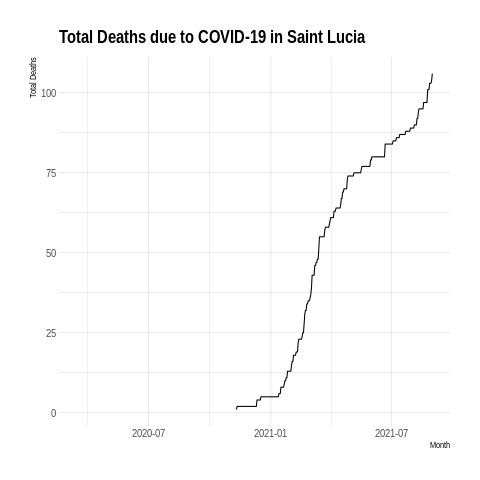 Total Deaths due to COVID-19 in Saint Lucia
Total Deaths
100
75
50
25
0
2020-07
2021-01
2021-07
Month